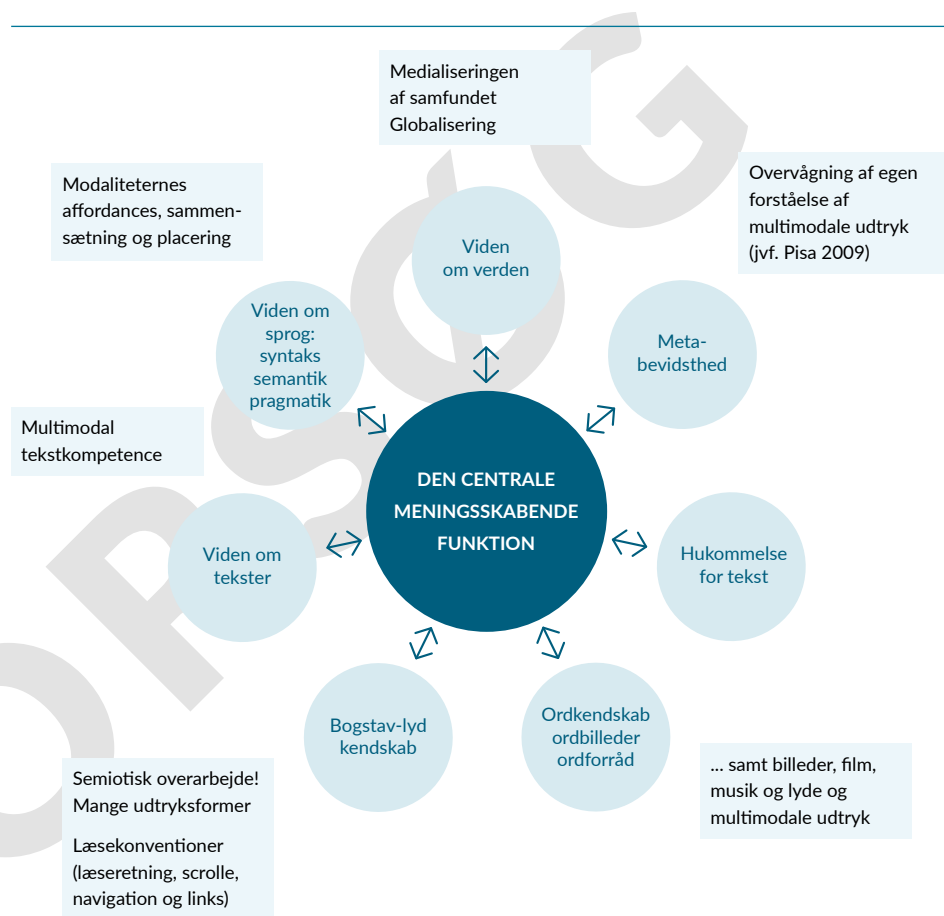 Medialiseringen
af samfundet
Globalisering
Modaliteternes
affordances, sammen-
sætning og placering
Overvågning af egen
forståelse af
multimodale udtryk
(jvf. Pisa 2009)
Viden
om verden
Viden om
sprog:
syntaks
semantik
pragmatik
Meta-
bevidsthed
Multimodal
tekstkompetence
DEN CENTRALE
MENINGSSKABENDE
FUNKTION
Viden om
tekster
Hukommelse
for tekst
Bogstav-lyd
kendskab
Ordkendskab
ordbilleder
ordforråd
Semiotisk overarbejde!
Mange udtryksformer
Læsekonventioner
(læseretning, scrolle,
navigation og links)
... samt billeder, film,
musik og lyde og
multimodale udtryk